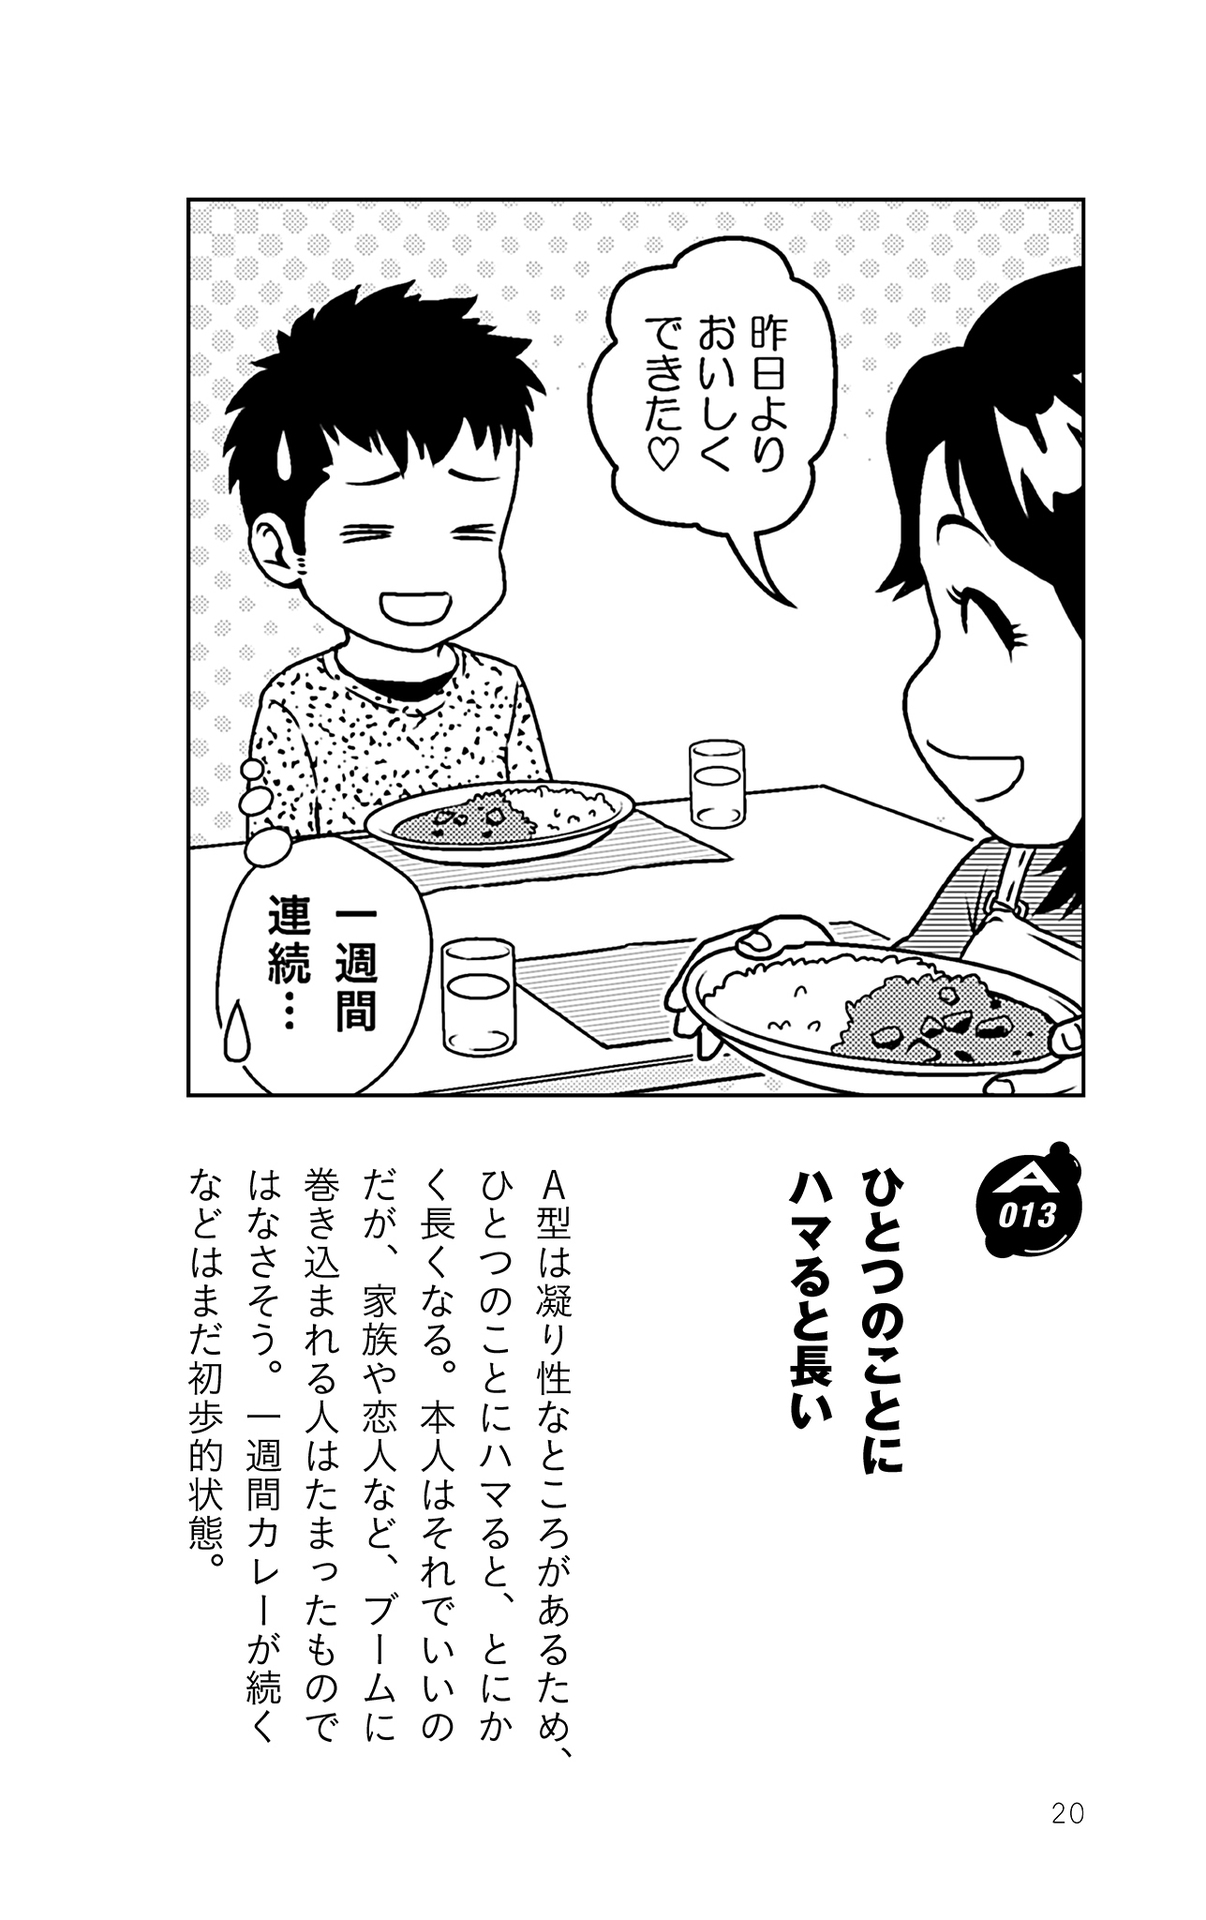 昨日より
おいしく
できた♡
一週間
連続…
A
013
ひとつのことに
ハマると長い
A型は凝り性なところがあるため、
ひとつのことにハマると、とにか
く長くなる。本人はそれでいいの
だが、家族や恋人など、ブームに
巻き込まれる人はたまったもので
はなさそう。一週間カレーが続く
などはまだ初歩的状態。
20